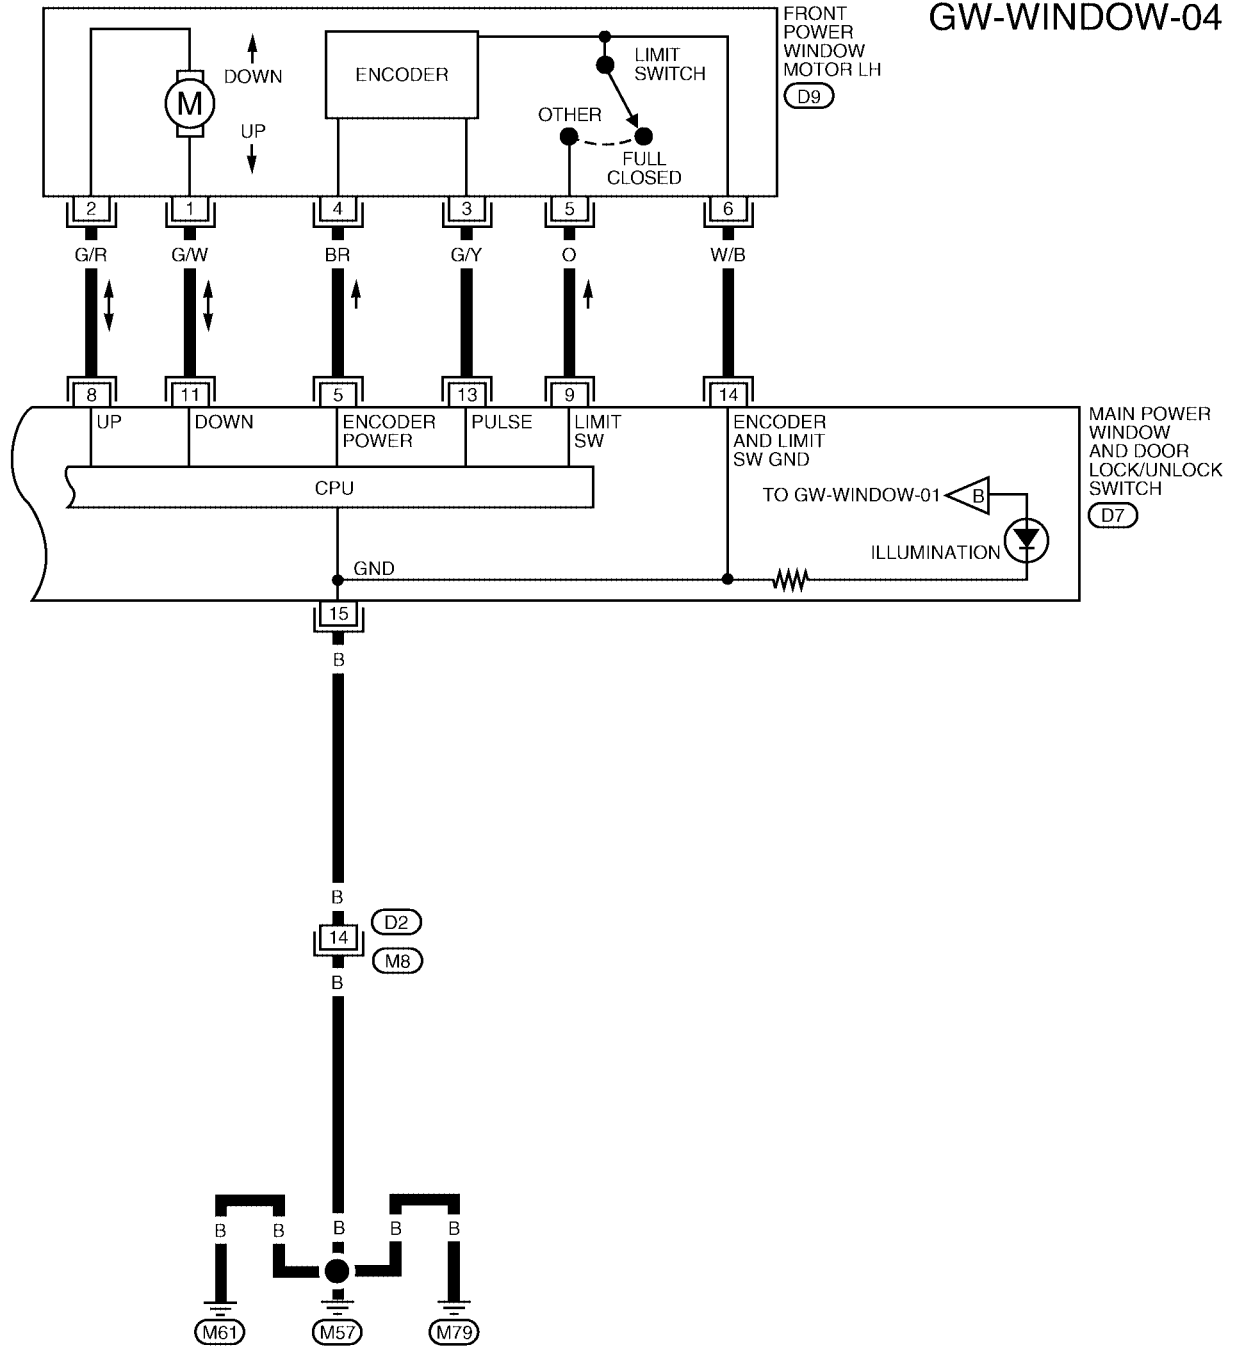 GW-WINDOW-04
FRONT
POWER
WINDOW
MOTOR LH
D9
M
DOWN
UP
ENCODER
LIMIT
SWITCH
OTHER
FULL
CLOSED
2 1 4 3 5 6
G/R G/W BR G/Y O W/B
8 11 5 13 9 14
UP
DOWN
ENCODER
POWER
PULSE
LIMIT
SW
ENCODER
AND LIMIT
SW GND
MAIN POWER
WINDOW
AND DOOR
LOCK/UNLOCK
SWITCH
D7
CPU
TO GW-WINDOW-01 B
ILLUMINATION
GND
15
B
B
D2
14
M8
B
B B B B B
M61 M57 M79